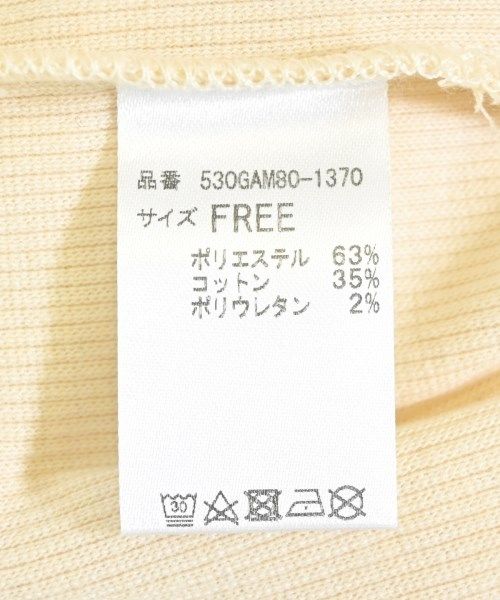 品番 530GAM80-1370
サイズ FREE
ポリエステル 63%
コットン 35%
ポリウレタン 2%
30